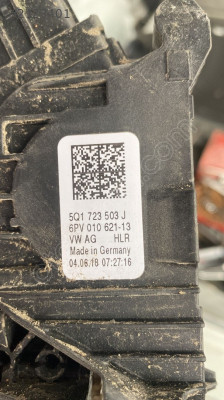 01
5Q1 723 503 J
6PV 010 621-13
VW AG HLR
Made in Germany
04.06.18 07:27:16